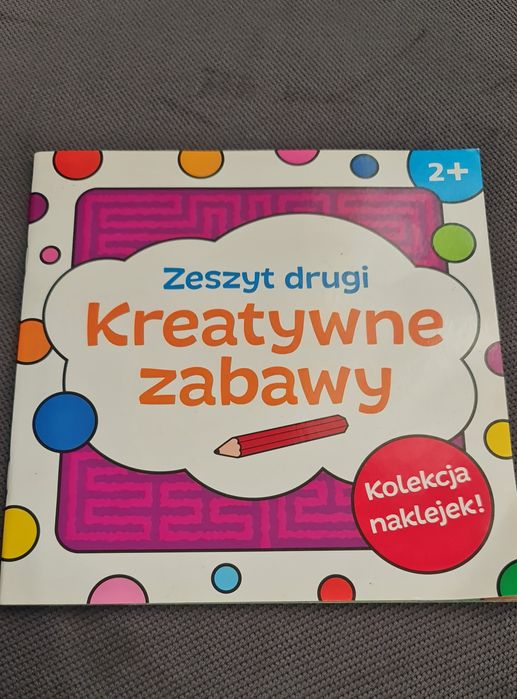 2+
Zeszyt drugi
Kreatywne
zabawy
Kolekcja
naklejek!